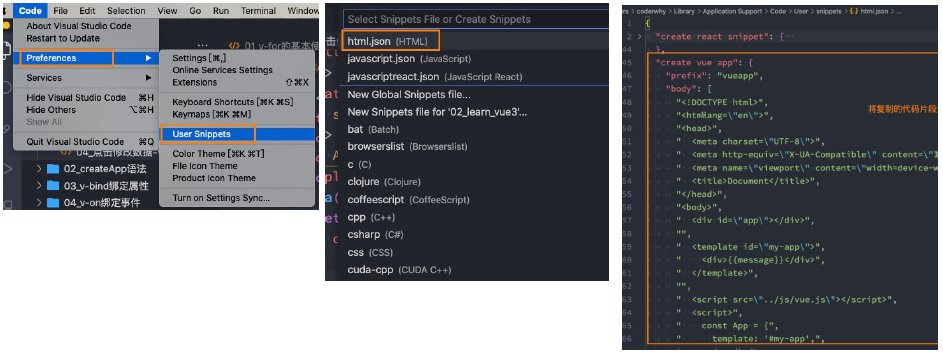 Code File Edit Selection View Go Run Terminal Window
About Visual Studio Code
Restart to Update
Preferences
Services
Hide Visual Studio Code ⌘H
Hide Others ⌥⌘H
Show All
Quit Visual Studio Code ⌘Q
Settings [⌘,]
Online Services Settings
Extensions ⇧⌘X
Keyboard Shortcuts [⌘K ⌘S]
Keymaps [⌘K ⌘M]
User Snippets
Color Theme [⌘K ⌘T]
File Icon Theme
Product Icon Theme
Turn on Settings Sync...
01_v-for的基本使
04_点击修改数据
02_createApp语法
03_v-bind绑定属性
04_v-on绑定事件
Select Snippets File or Create Snippets
html.json (HTML)
javascript.json (JavaScript)
javascriptreact.json (JavaScript React)
New Global Snippets file...
New Snippets file for '02_learn_vue3'...
bat (Batch)
browserslist (Browserslist)
c (C)
clojure (Clojure)
coffeescript (CoffeeScript)
cpp (C++)
csharp (C#)
css (CSS)
cuda-cpp (CUDA C++)
ers > coderwhy > Library > Application Support > Code > User > snippets > {} html.json > ...
1 {
2 "create react snippet": {...
44 },
45 "create vue app": {
46 "prefix": "vueapp",
47 "body": [
48 "<!DOCTYPE html>",
将复制的代码片段
49 "<html lang=\"en\">",
50 "<head>",
51 " <meta charset=\"UTF-8\">",
52 " <meta http-equiv=\"X-UA-Compatible\" content=\"I
53 " <meta name=\"viewport\" content=\"width=device-w
54 " <title>Document</title>",
55 "</head>",
56 "<body>",
57 " <div id=\"app\"></div>",
58 "",
59 " <template id=\"my-app\">",
60 " <div>{{message}}</div>",
61 " </template>",
62 "",
63 " <script src=\"../js/vue.js\"></script>",
64 " <script>",
65 " const App = {",
66 " template: '#my-app',",